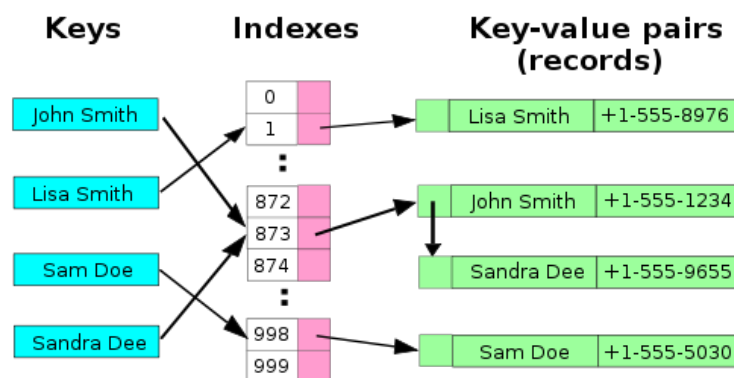 Keys
Indexes
Key-value pairs
(records)
John Smith
Lisa Smith
Sam Doe
Sandra Dee
0
1
:
872
873
874
:
998
999
Lisa Smith +1-555-8976
John Smith +1-555-1234
Sandra Dee +1-555-9655
Sam Doe +1-555-5030